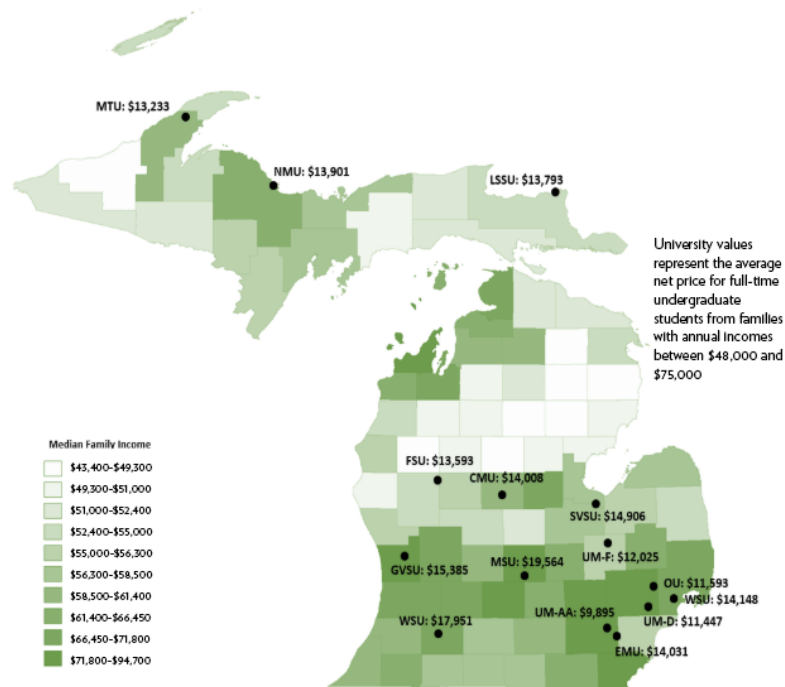 MTU: $13,233
NMU: $13,901
LSSU: $13,793
University values
represent the average
net price for full-time
undergraduate
students from families
with annual incomes
between $48,000 and
$75,000
Median Family Income
$43,400-$49,300
$49,300-$51,000
$51,000-$52,400
$52,400-$55,000
$55,000-$56,300
$56,300-$58,500
$58,500-$61,400
$61,400-$66,450
$66,450-$71,800
$71,800-$94,700
FSU: $13,593
CMU: $14,008
SVSU: $14,906
UM-F: $12,025
MSU: $19,564
GVSU: $15,385
OU: $11,593
WSU: $14,148
UM-D: $11,447
UM-AA: $9,895
WSU: $17,951
EMU: $14,031